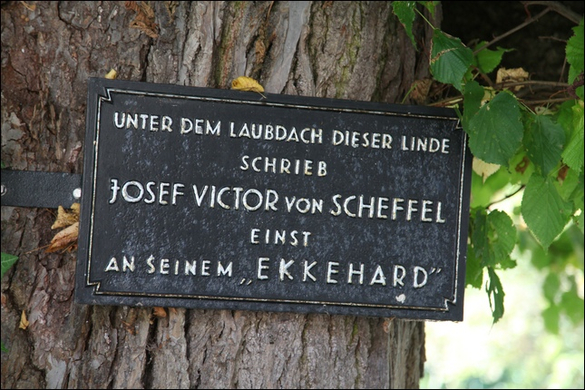 UNTER DEM LAUBDACH DIESER LINDE
SCHRIEB
JOSEF VICTOR VON SCHEFFEL
EINST
AN SEINEM „EKKEHARD"